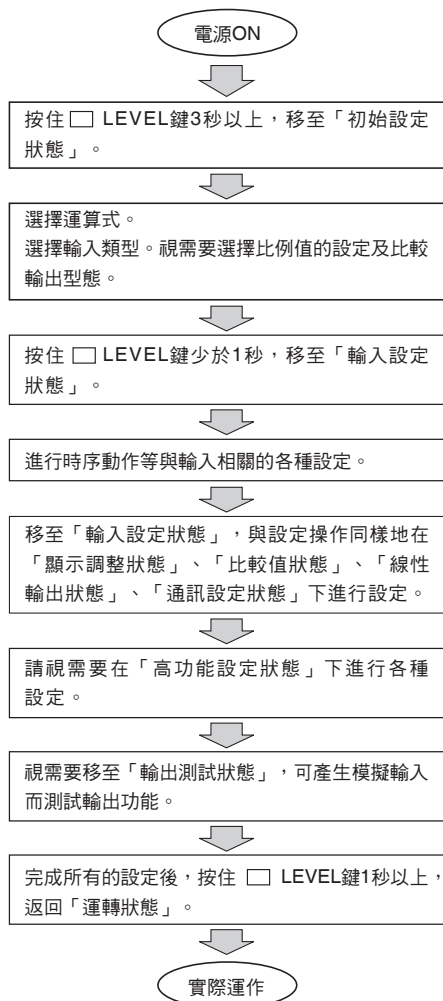 電源ON
按住 □ LEVEL鍵3秒以上，移至「初始設定
狀態」。
選擇運算式。
選擇輸入類型。視需要選擇比例值的設定及比較
輸出型態。
按住 □ LEVEL鍵少於1秒，移至「輸入設定
狀態」。
進行時序動作等與輸入相關的各種設定。
移至「輸入設定狀態」，與設定操作同樣地在
「顯示調整狀態」、「比較值狀態」、「線性
輸出狀態」、「通訊設定狀態」下進行設定。
請視需要在「高功能設定狀態」下進行各種
設定。
視需要移至「輸出測試狀態」，可產生模擬輸入
而測試輸出功能。
完成所有的設定後，按住 □ LEVEL鍵1秒以上，
返回「運轉狀態」。
實際運作